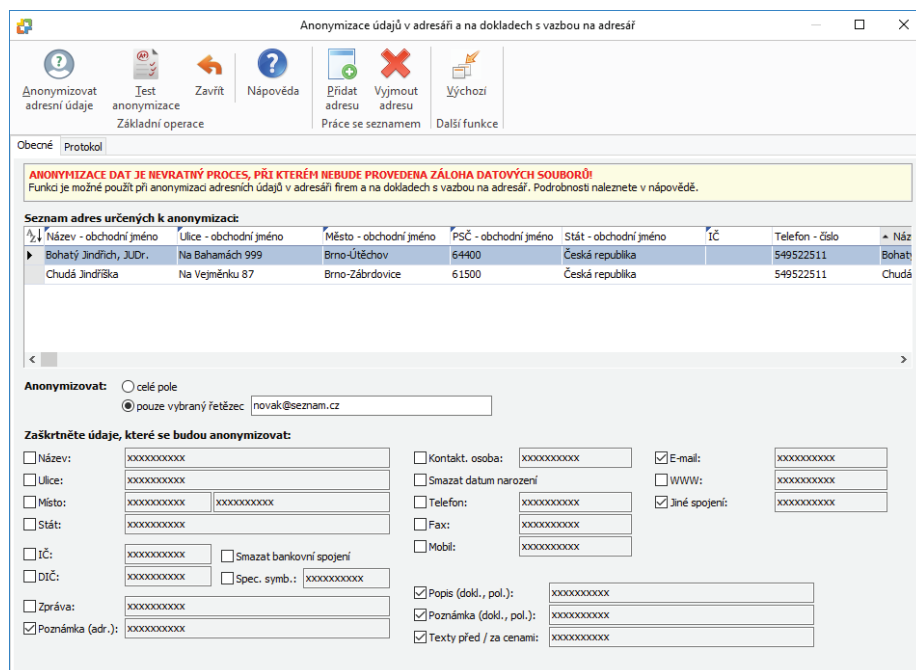 Anonymizace údajů v adresáři a na dokladech s vazbou na adresář
Anonymizovat adresní údaje
Test anonymizace
Zavřít
Nápověda
Přidat adresu
Vyjmout adresu
Výchozí
Základní operace
Práce se seznamem
Další funkce
Obecné Protokol
ANONYMIZACE DAT JE NEVRATNÝ PROCES, PŘI KTERÉM NEBUDE PROVEDENA ZÁLOHA DATOVÝCH SOUBORŮ!
Funkci je možné použít při anonymizaci adresních údajů v adresáři firem a na dokladech s vazbou na adresář. Podrobnosti naleznete v nápovědě.
Seznam adres určených k anonymizaci:
Název - obchodní jméno Ulice - obchodní jméno Město - obchodní jméno PSČ - obchodní jméno Stát - obchodní jméno IČ Telefon - číslo Náz
Bohatý Jindřich, JUDr. Na Bahamách 999 Brno-Útěchov 64400 Česká republika 549522511 Bohatý
Chudá Jindřiška Na Vejměnku 87 Brno-Zábrdovice 61500 Česká republika 549522511 Chudá
Anonymizovat: celé pole
pouze vybraný řetězec novak@seznam.cz
Zaškrtněte údaje, které se budou anonymizovat:
Název: xxxxxxxxxx Kontakt. osoba: xxxxxxxxxx E-mail: xxxxxxxxxx
Ulice: xxxxxxxxxx Smazat datum narození WWW: xxxxxxxxxx
Místo: xxxxxxxxxx xxxxxxxxxx Telefon: xxxxxxxxxx Jiné spojení: xxxxxxxxxx
Stát: xxxxxxxxxx Fax: xxxxxxxxxx
IČ: xxxxxxxxxx Smazat bankovní spojení Mobil: xxxxxxxxxx
DIČ: xxxxxxxxxx Spec. symb.: xxxxxxxxxx
Popis (dokl., pol.): xxxxxxxxxx
Zpráva: xxxxxxxxxx Poznámka (dokl., pol.): xxxxxxxxxx
Poznámka (adr.): xxxxxxxxxx Texty před / za cenami: xxxxxxxxxx